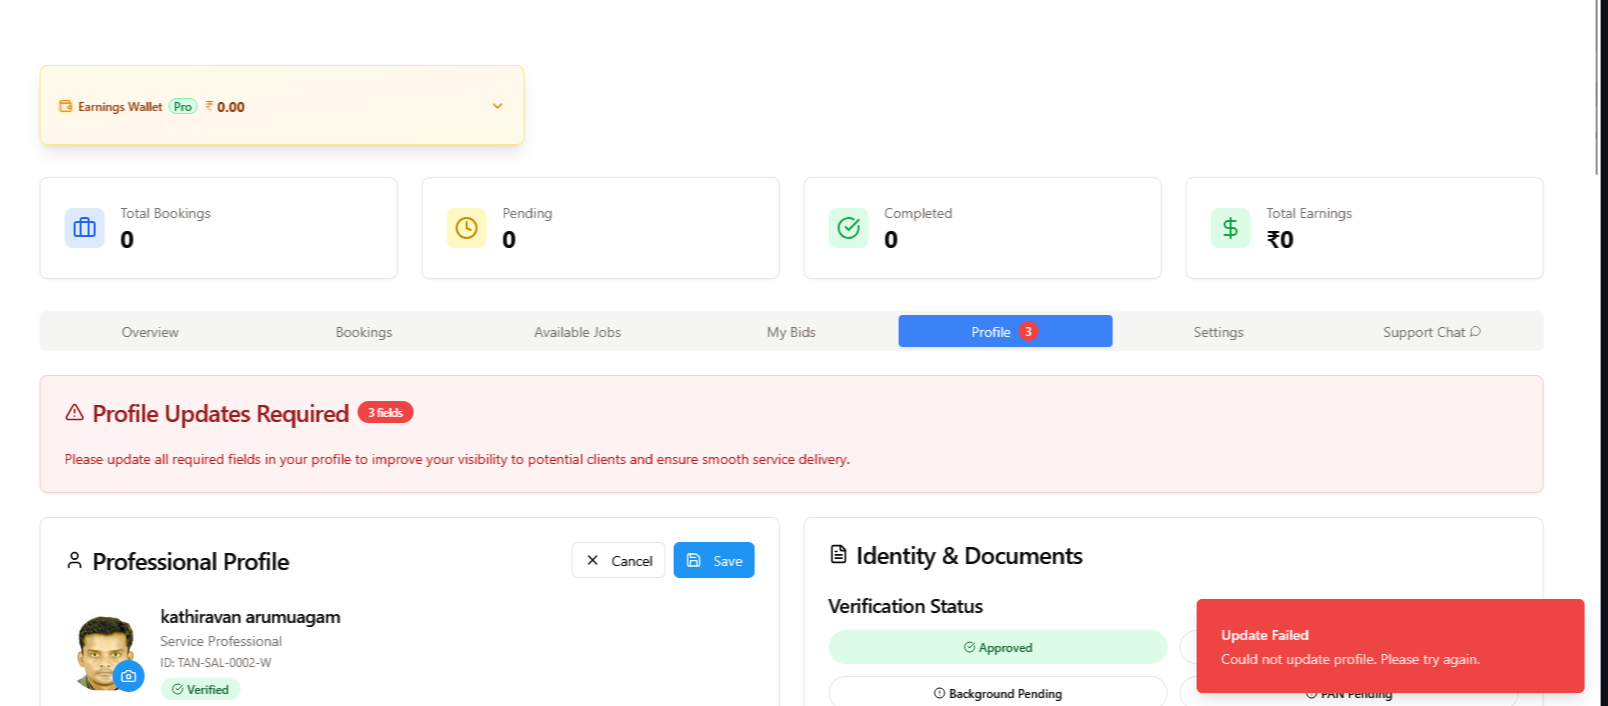 Earnings Wallet Pro ₹ 0.00
Total Bookings
0
Pending
0
Completed
0
Total Earnings
₹0
Overview Bookings Available Jobs My Bids Profile 3 Settings Support Chat
Profile Updates Required 3 fields
Please update all required fields in your profile to improve your visibility to potential clients and ensure smooth service delivery.
Professional Profile
Cancel
Save
kathiravan arumuagam
Service Professional
ID: TAN-SAL-0002-W
Verified
Identity & Documents
Verification Status
Approved
Background Pending
PAN Pending
Update Failed
Could not update profile. Please try again.